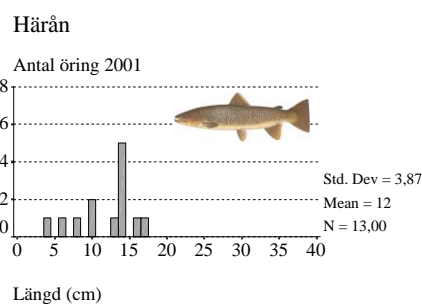 Härån
Antal öring 2001
8
6
4
2
0
0 5 10 15 20 25 30 35 40
Std. Dev = 3,87
Mean = 12
N = 13,00
Längd (cm)